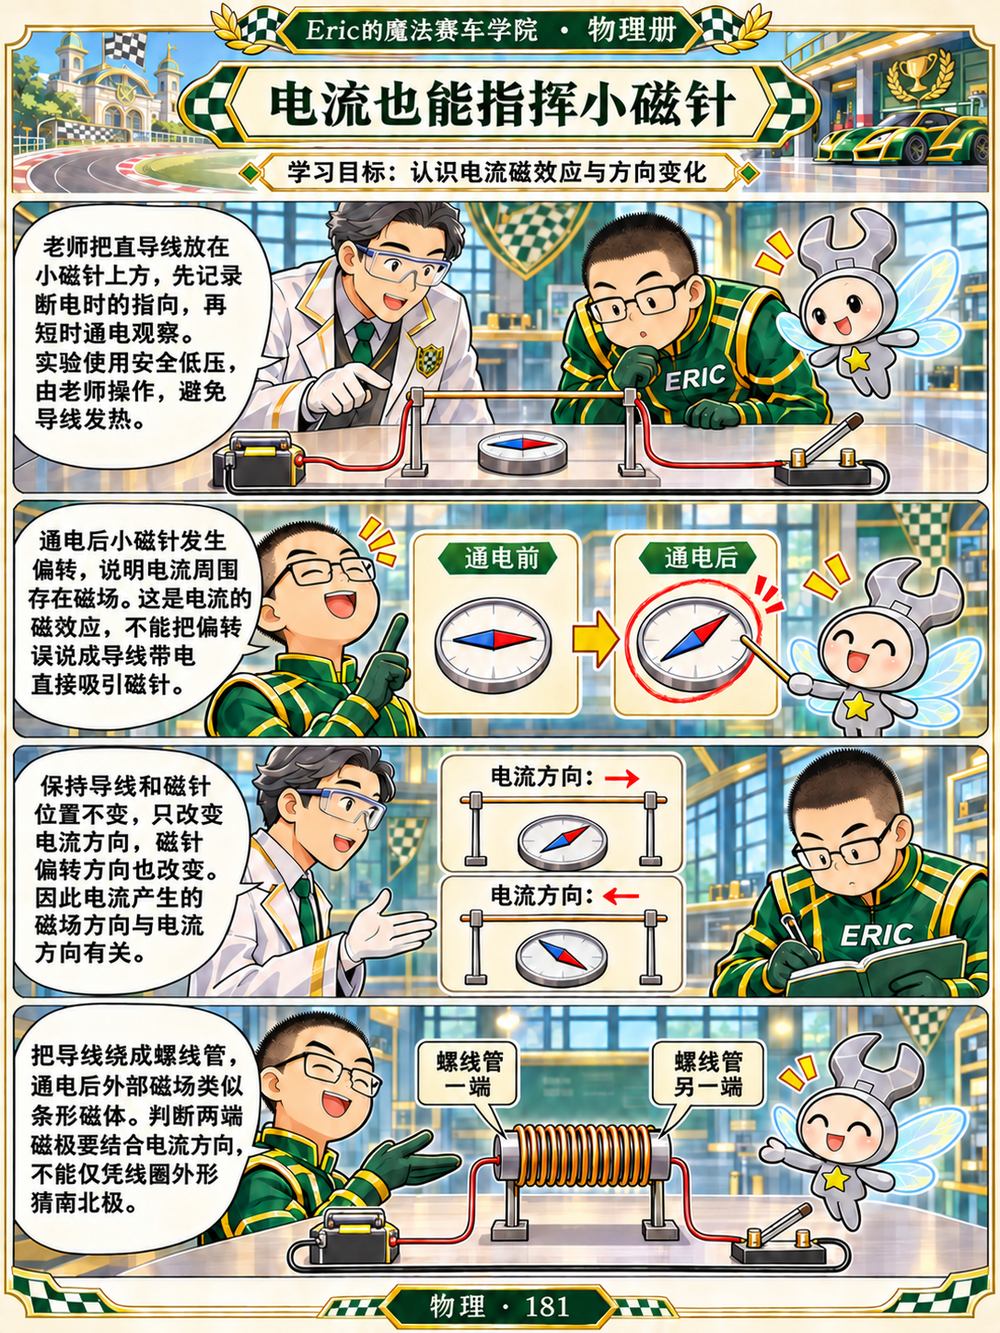 Eric的魔法赛车学院 · 物理册
电流也能指挥小磁针
学习目标：认识电流磁效应与方向变化
老师把直导线放在
小磁针上方，先记录
断电时的指向，再
短时通电观察。
实验使用安全低压，
由老师操作，避免
导线发热。
ERIC
通电后小磁针发生
偏转，说明电流周围
存在磁场。这是电流的
磁效应，不能把偏转
误说成导线带电
直接吸引磁针。
通电前
通电后
保持导线和磁针
位置不变，只改变
电流方向，磁针
偏转方向也改变。
因此电流产生的
磁场方向与电流
方向有关。
电流方向：→
电流方向：←
ERIC
把导线绕成螺线管，
通电后外部磁场类似
条形磁体。判断两端
磁极要结合电流方向，
不能仅凭线圈外形
猜南北极。
螺线管
一端
螺线管
另一端
物理 · 181